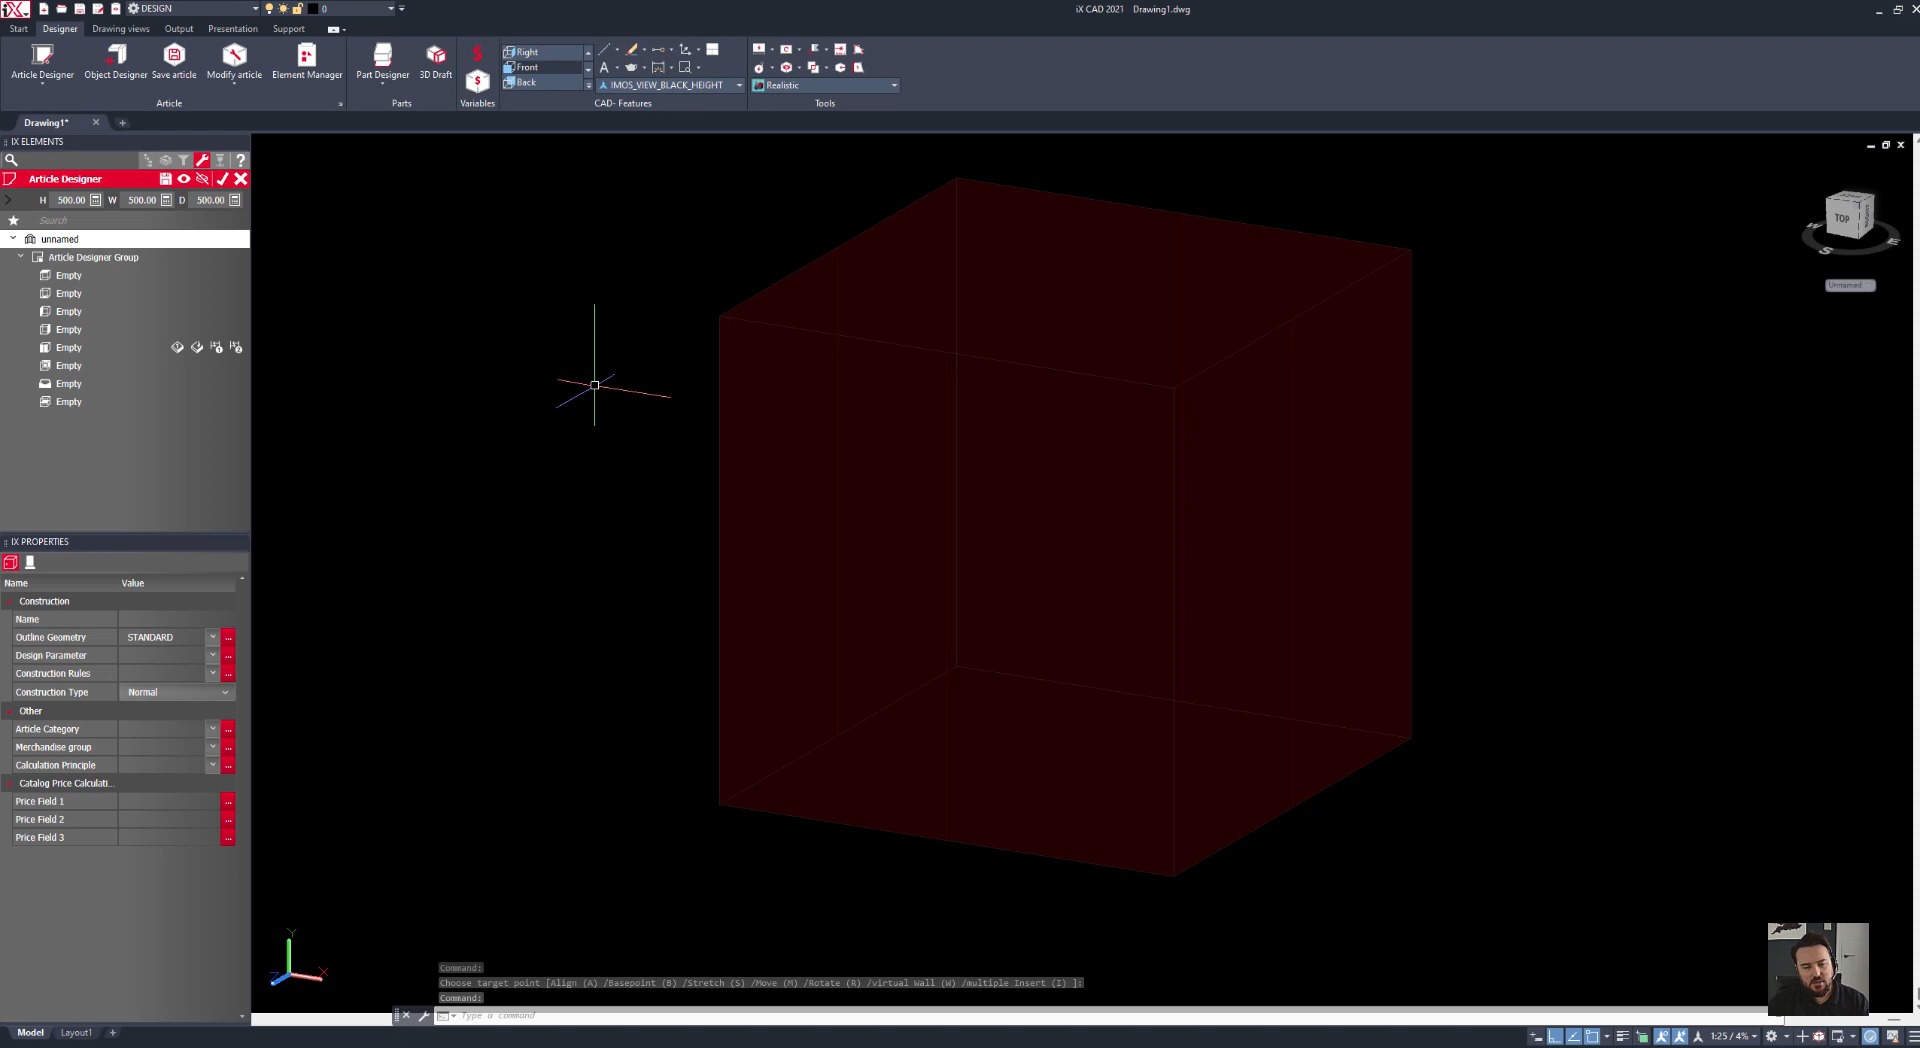 iX
DESIGN
0
iX CAD 2021 Drawing1.dwg
Start
Designer
Drawing views
Output
Presentation
Support
Article Designer
Object Designer
Save article
Modify article
Element Manager
Part Designer
3D Draft
Right
Front
Back
IMOS_VIEW_BLACK_HEIGHT
Realistic
Article
Parts
Variables
CAD- Features
Tools
Drawing1*
IX ELEMENTS
Article Designer
H 500.00 W 500.00 D 500.00
Search
unnamed
Article Designer Group
Empty
Empty
Empty
Empty
Empty
Empty
Empty
Empty
TOP
W
S
E
Unnamed
IX PROPERTIES
Name Value
Construction
Name
Outline Geometry STANDARD
Design Parameter
Construction Rules
Construction Type Normal
Other
Article Category
Merchandise group
Calculation Principle
Catalog Price Calculati...
Price Field 1
Price Field 2
Price Field 3
Y
X
Z
Command:
Choose target point [Align (A) /Basepoint (B) /Stretch (S) /Move (M) /Rotate (R) /virtual Wall (W) /multiple Insert (I) ]:
Command:
Type a command
Model
Layout1
1:25 / 4%